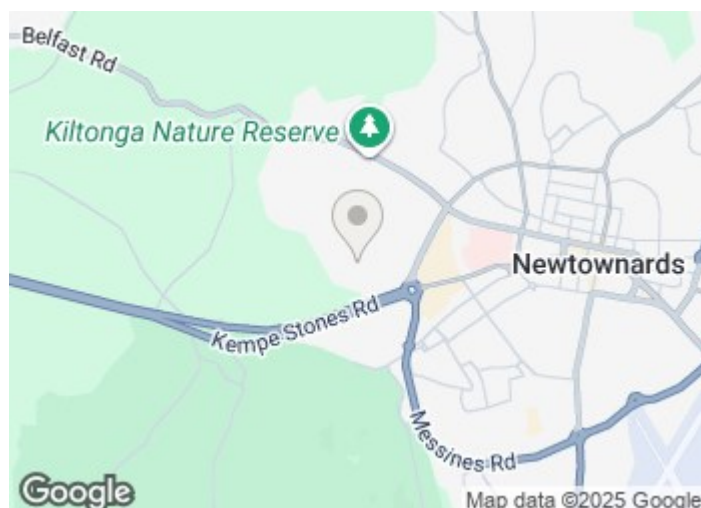 Belfast Rd
Kiltonga Nature Reserve
Newtownards
Kempe Stones Rd
Messines Rd
Google
Map data ©2025 Google